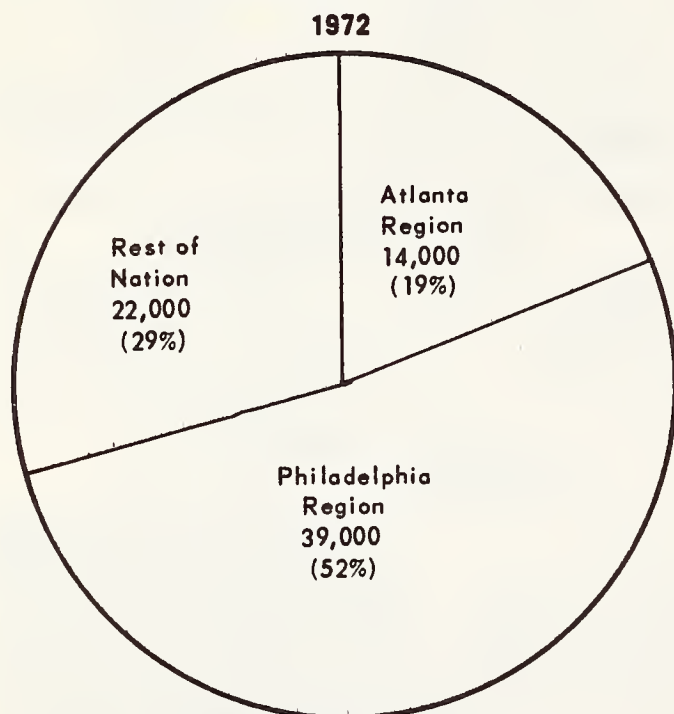 1972
Atlanta
Region
14,000
(19%)
Rest of
Nation
22,000
(29%)
Philadelphia
Region
39,000
(52%)